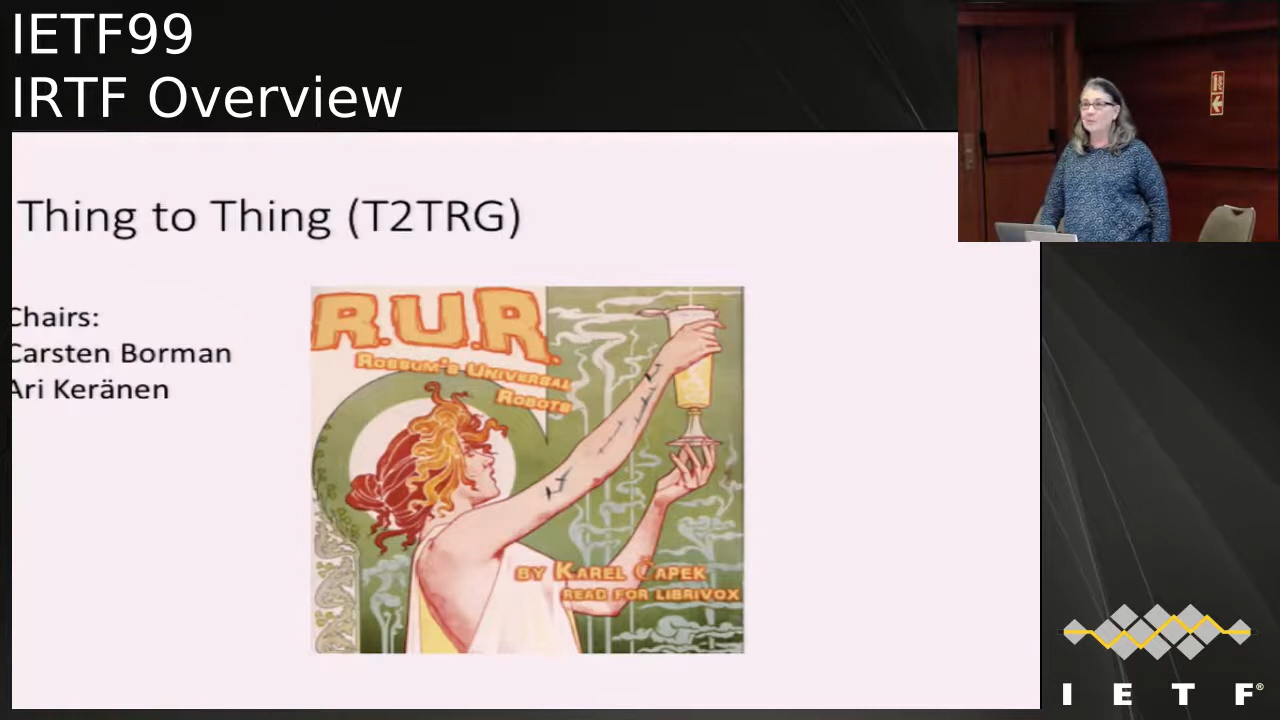 IETF99
IRTF Overview
Thing to Thing (T2TRG)
Chairs:
Carsten Borman
Ari Keränen
R.U.R.
ROSSUM'S UNIVERSAL
ROBOTS
BY KAREL ČAPEK
READ FOR LIBRIVOX
I E T F®